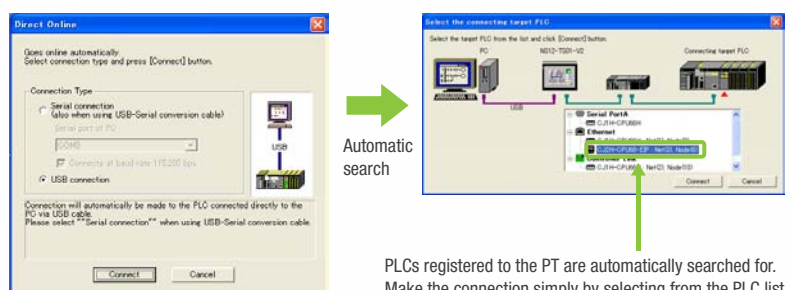 Direct Online
Goes online automatically.
Select connection type and press [Connect] button.
Connection Type
Serial connection
(also when using USB-Serial conversion cable)
Serial port of PC
COM5
Connects at baud rate 115,200 bps
USB connection
USB
Connection will automatically be made to the PLC connected directly to the
PC via USB cable.
Please select ""Serial connection"" when using USB-Serial conversion cable.
Connect
Cancel
Automatic
search
Select the connecting target PLC
Select the target PLC from the list and click [Connect] button.
PC
NS12-TS01-V2
Connecting target PLC
USB
Serial PortA
CJ1H-CPU66H
Ethernet
Connect
Cancel
PLCs registered to the PT are automatically searched for.
Make the connection simply by selecting from the PLC list